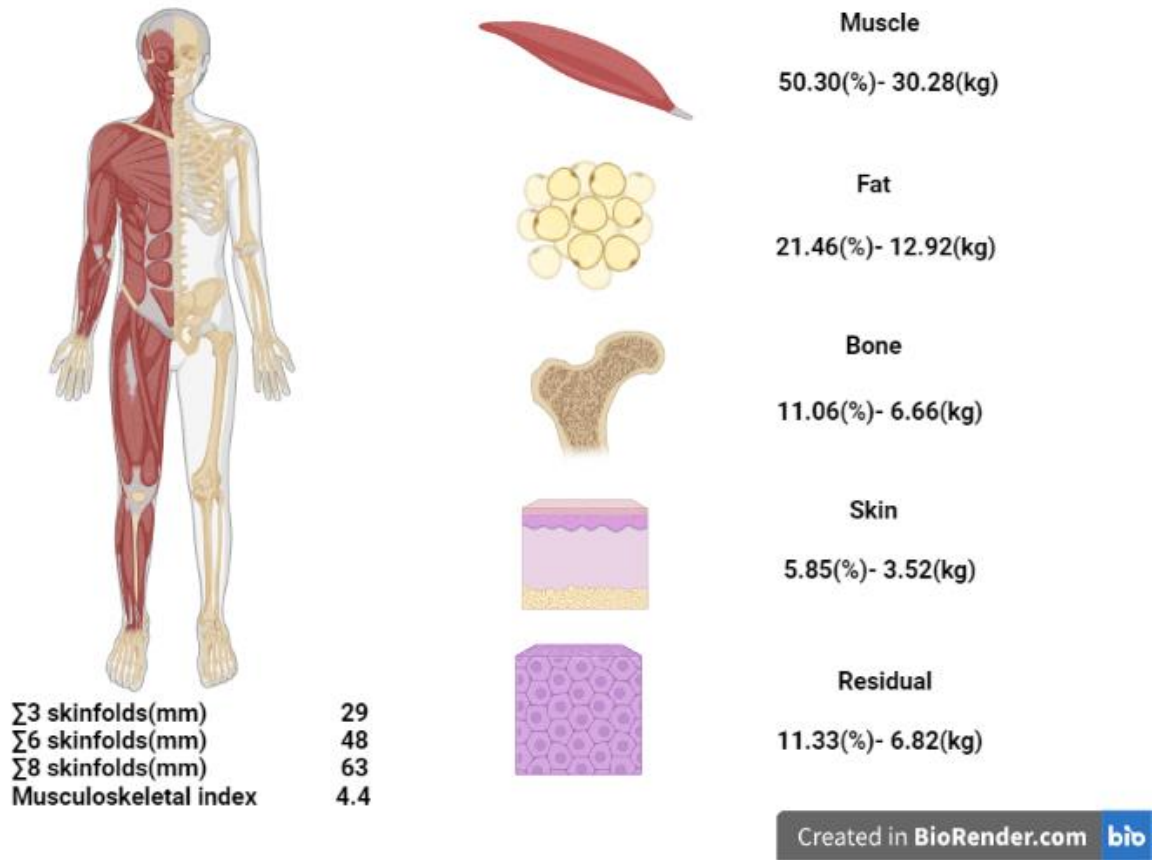 Muscle
50.30(%)- 30.28(kg)
Fat
21.46(%)- 12.92(kg)
Bone
11.06(%)- 6.66(kg)
Skin
5.85(%)- 3.52(kg)
Residual
11.33(%)- 6.82(kg)
∑3 skinfolds(mm) 29
∑6 skinfolds(mm) 48
∑8 skinfolds(mm) 63
Musculoskeletal index 4.4
Created in BioRender.com bio